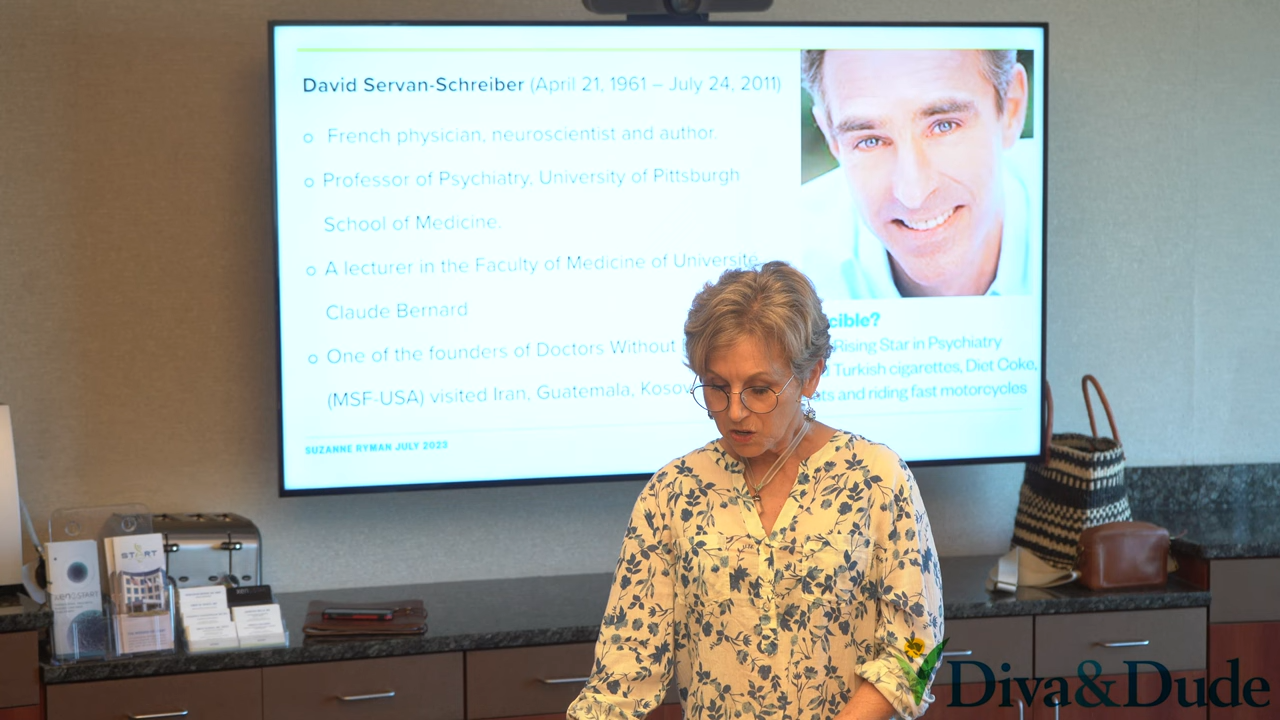 David Servan-Schreiber (April 21, 1961 – July 24, 2011)
French physician, neuroscientist and author.
Professor of Psychiatry, University of Pittsburgh
School of Medicine.
A lecturer in the Faculty of Medicine of Universite
Claude Bernard
One of the founders of Doctors Without
(MSF-USA) visited Iran, Guatemala, Kosov
SUZANNE RYMAN JULY 2023
cible?
Rising Star in Psychiatry
Turkish cigarettes, Diet Coke,
and riding fast motorcycles
START
Diva&Dude